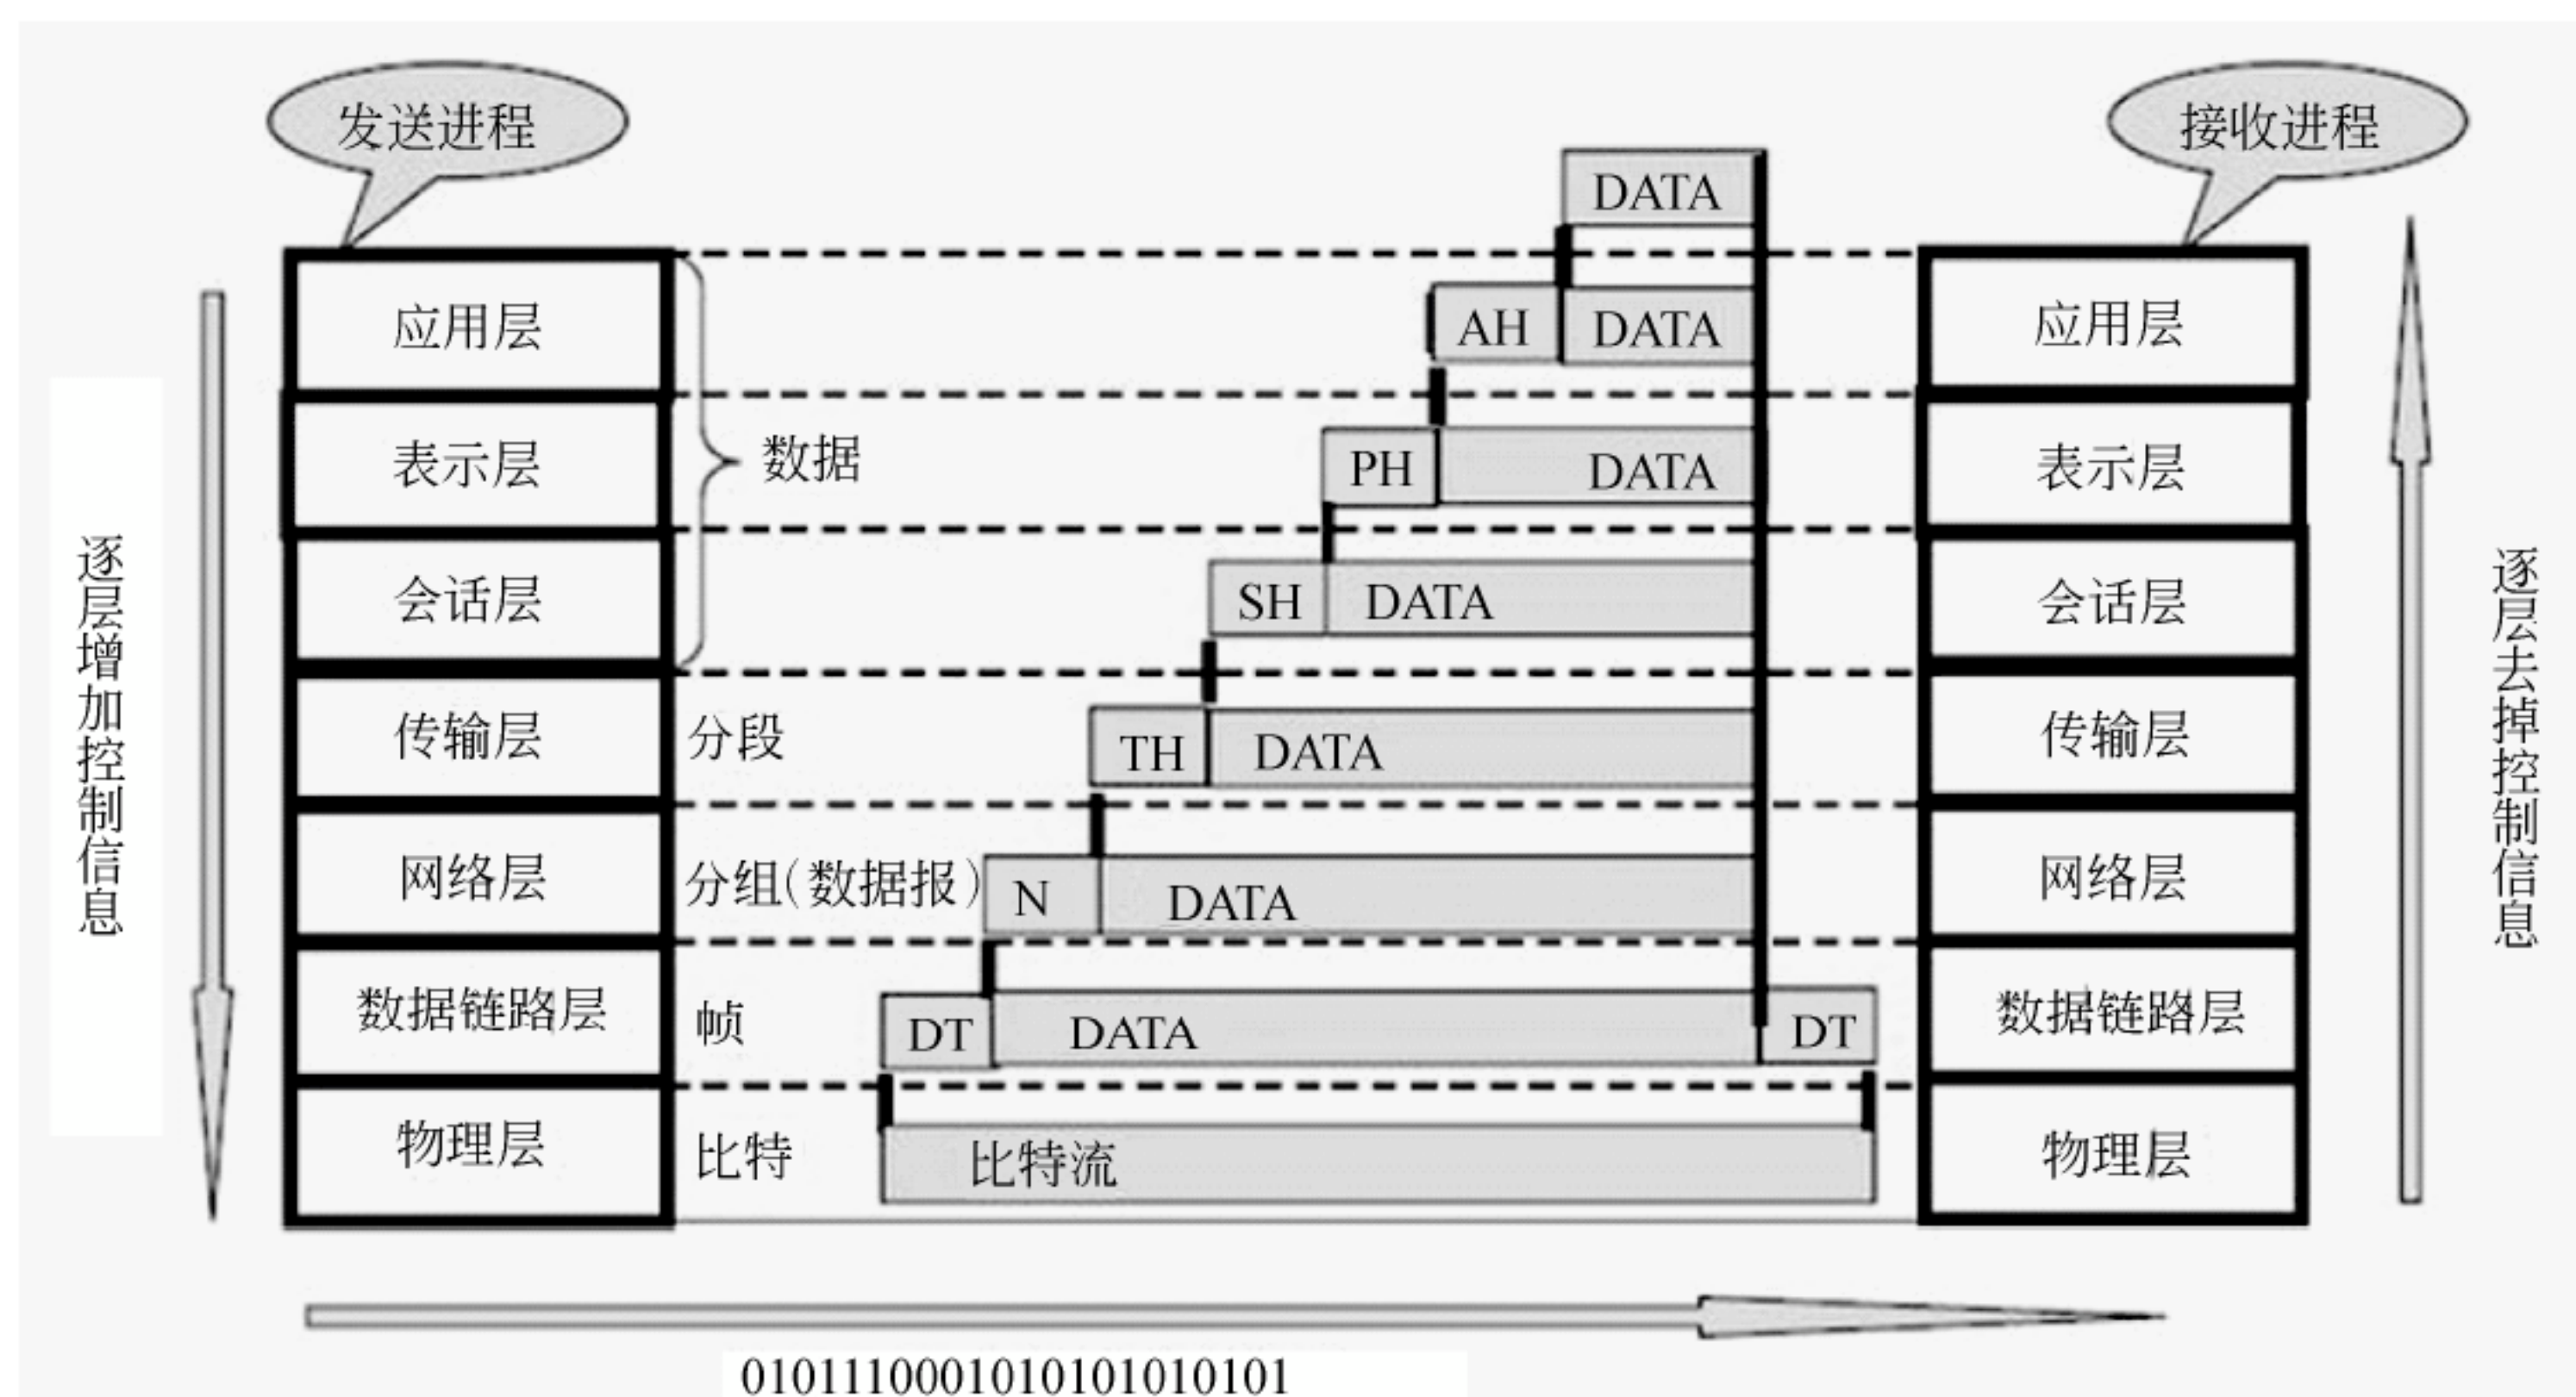 发送进程
接收进程
DATA
应用层
AH DATA
应用层
表示层
数据
PH DATA
表示层
会话层
SH DATA
会话层
传输层
分段
TH DATA
传输层
网络层
分组(数据报)
N DATA
网络层
数据链路层
帧
DT DATA DT
数据链路层
物理层
比特
比特流
物理层
逐层增加控制信息
逐层去掉控制信息
0101110001010101010101